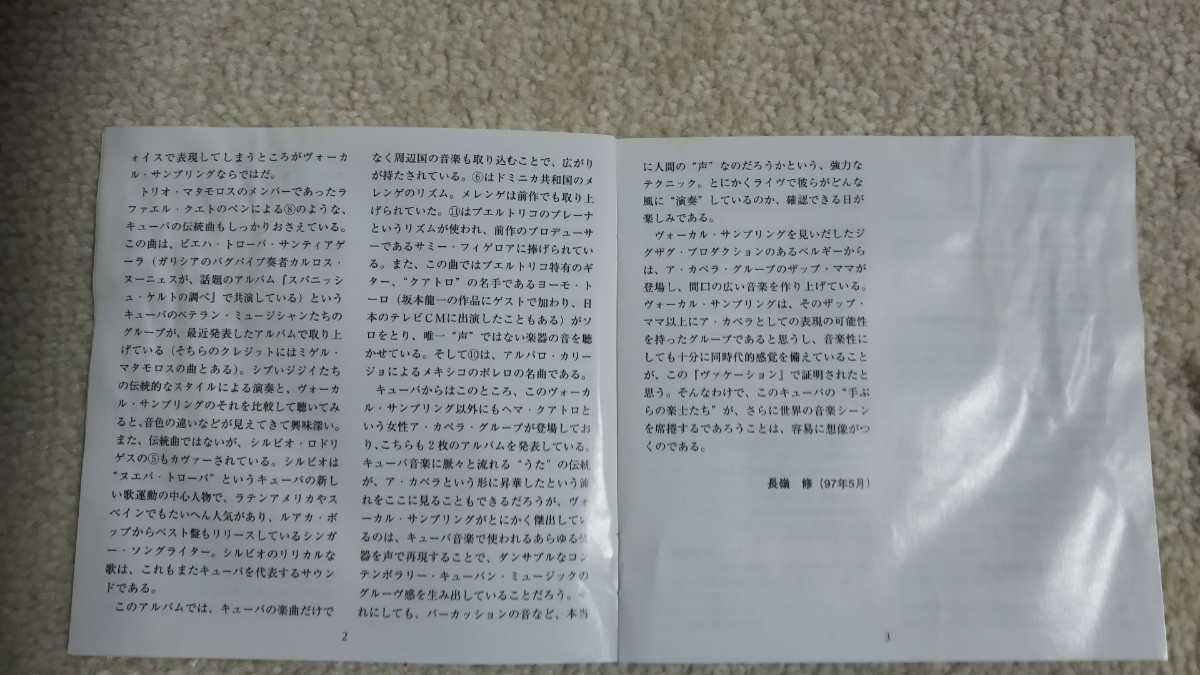 ォイスで表現してしまうところがヴォーカ
ル・サンプリングならではだ。
　トリオ・マタモロスのメンバーであったラ
ファエル・クエトのペンによる⑧のような、
キューバの伝統曲もしっかりおさえている。
この曲は、ビエハ・トローバ・サンティアゲ
ーラ（ガリシアのバグパイプ奏者カルロス・
ヌーニェスが、話題のアルバム『スパニッシ
ュ・ケルトの調べ』で共演している）という
キューバのベテラン・ミュージシャンたちの
グループが、最近発表したアルバムで取り上
げている（そちらのクレジットにはミゲル・
マタモロスの曲とある）。シブいジジイたち
の伝統的なスタイルによる演奏と、ヴォーカ
ル・サンプリングのそれを比較して聴いてみ
ると、音色の違いなどが見えてきて興味深い。
また、伝統曲ではないが、シルビオ・ロドリ
ゲスの⑤もカヴァーされている。シルビオは
“ヌエバ・トローバ”というキューバの新し
い歌運動の中心人物で、ラテンアメリカやス
ペインでもたいへん人気があり、ルアカ・ボ
ップからベスト盤もリリースしているシンガ
ー・ソングライター。シルビオのリリカルな
歌は、これもまたキューバを代表するサウン
ドである。
　このアルバムでは、キューバの楽曲だけで
なく周辺国の音楽も取り込むことで、広がり
が持たされている。⑥はドミニカ共和国のメ
レンゲのリズム。メレンゲは前作でも取り上
げられていた。⑪はプエルトリコのプレーナ
というリズムが使われ、前作のプロデューサ
ーであるサミー・フィゲロアに捧げられてい
る。また、この曲ではプエルトリコ特有のギ
ター、“クアトロ”の名手であるヨーモ・ト
ーロ（坂本龍一の作品にゲストで加わり、日
本のテレビＣＭに出演したこともある）がソ
ロをとり、唯一“声”ではない楽器の音を聴
かせている。そして⑩は、アルバロ・カリー
ジョによるメキシコのボレロの名曲である。
　キューバからはこのところ、このヴォーカ
ル・サンプリング以外にもヘマ・クアトロと
いう女性ア・カペラ・グループが登場してお
り、こちらも２枚のアルバムを発表している。
キューバ音楽に脈々と流れる“うた”の伝統
が、ア・カペラという形に昇華したという流
れをここに見ることもできるだろうが、ヴォ
ーカル・サンプリングがとにかく傑出してい
るのは、キューバ音楽で使われるあらゆる楽
器を声で再現することで、ダンサブルなコン
テンポラリー・キューバン・ミュージックの
グルーヴ感を生み出していることだろう。そ
れにしても、パーカッションの音など、本当
2
に人間の“声”なのだろうかという、強力な
テクニック。とにかくライヴで彼らがどんな
風に“演奏”しているのか、確認できる日が
楽しみである。
　ヴォーカル・サンプリングを見いだしたジ
グザグ・プロダクションのあるベルギーから
は、ア・カペラ・グループのザップ・ママが
登場し、間口の広い音楽を作り上げている。
ヴォーカル・サンプリングは、そのザップ・
ママ以上にア・カペラとしての表現の可能性
を持ったグループであると思うし、音楽性に
しても十分に同時代的感覚を備えていること
が、この『ヴァケーション』で証明されたと
思う。そんなわけで、このキューバの“手ぶ
らの楽士たち”が、さらに世界の音楽シーン
を席捲するであろうことは、容易に想像がつ
くのである。
長嶺　修（97年5月）
3